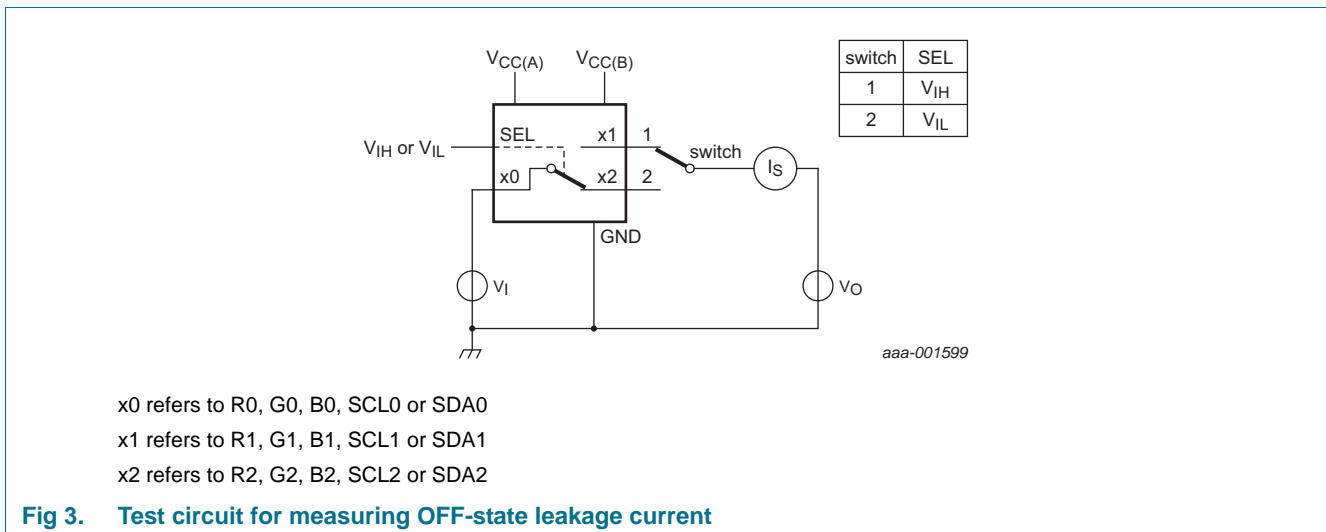 VCC(A) VCC(B)
switch SEL
1 VIH
2 VIL
VIH or VIL
SEL x1 1
switch
IS
x0 x2 2
GND
VI
VO
aaa-001599
x0 refers to R0, G0, B0, SCL0 or SDA0
x1 refers to R1, G1, B1, SCL1 or SDA1
x2 refers to R2, G2, B2, SCL2 or SDA2
Fig 3. Test circuit for measuring OFF-state leakage current